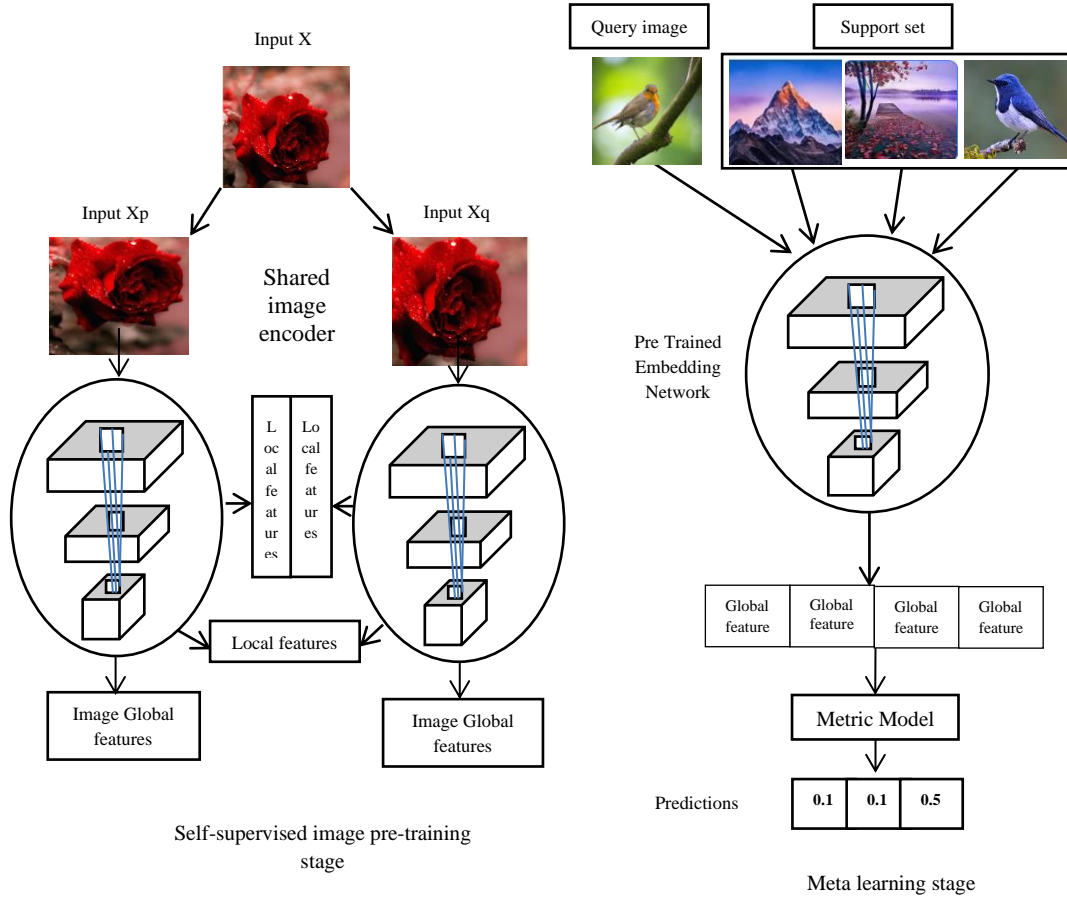 Input X
Input Xp
Input Xq
Shared
image
encoder
L
oc
al
fe
at
ur
es
Lo
cal
fe
at
ur
es
Local features
Image Global
features
Image Global
features
Self-supervised image pre-training
stage
Query image
Support set
Pre Trained
Embedding
Network
Global
feature
Global
feature
Global
feature
Global
feature
Metric Model
Predictions
0.1
0.1
0.5
Meta learning stage